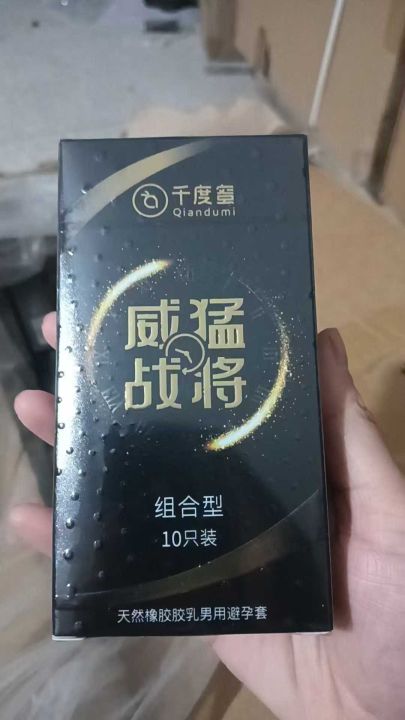 千度蜜
Qiandumi
威猛
战将
组合型
10只装
天然橡胶胶乳男用避孕套